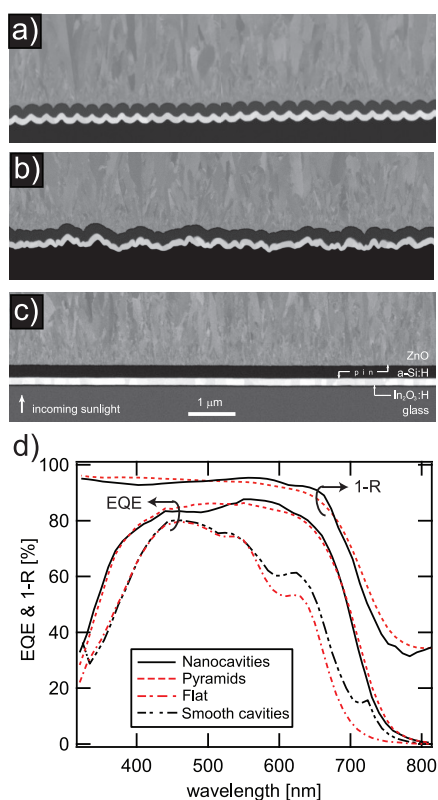 a)
b)
c)
ZnO
p i n
a-Si:H
In₂O₃:H
glass
incoming sunlight
1 µm
d)
100
80
60
40
20
0
EQE & 1-R [%]
EQE
1-R
Nanocavities
Pyramids
Flat
Smooth cavities
400
500
600
700
800
wavelength [nm]